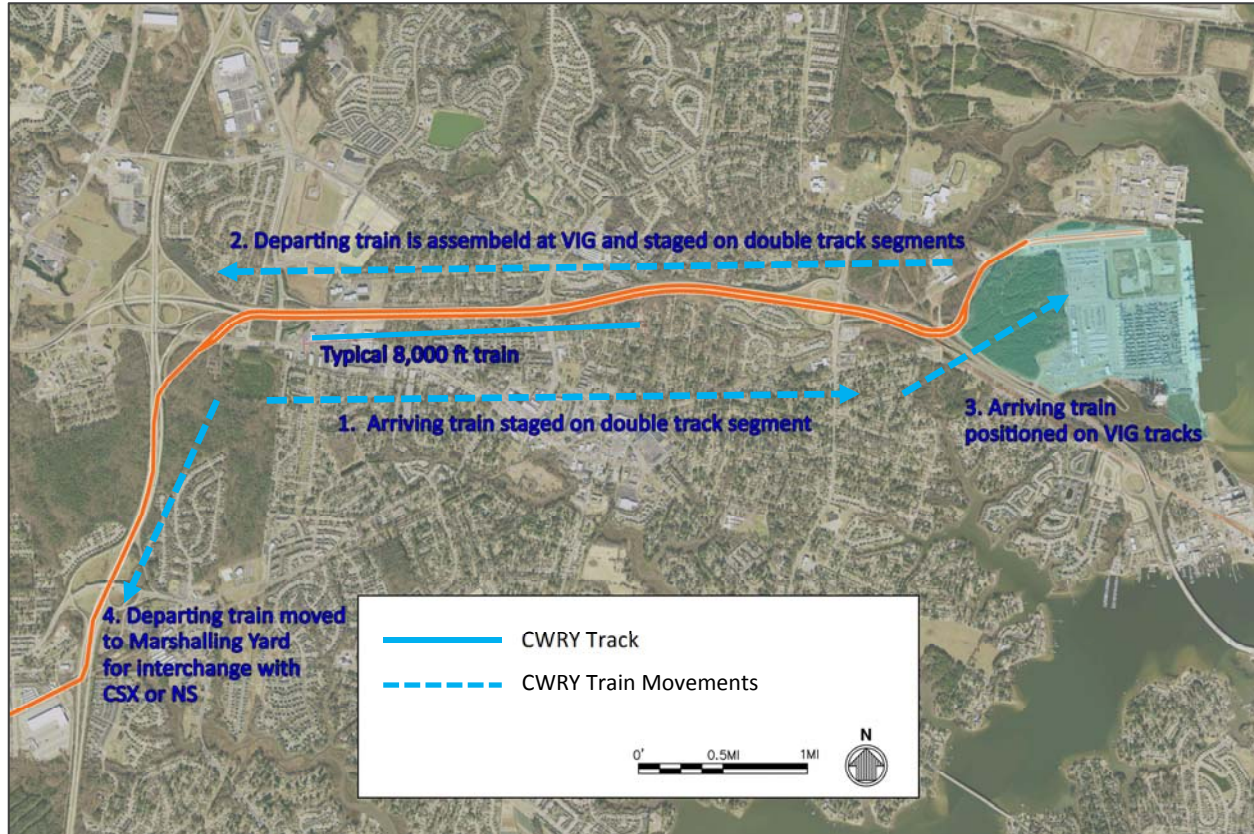 2. Departing train is assembeld at VIG and staged on double track segments
Typical 8,000 ft train
1. Arriving train staged on double track segment
3. Arriving train
positioned on VIG tracks
4. Departing train moved
to Marshalling Yard
for interchange with
CSX or NS
CWRY Track
CWRY Train Movements
N
0' 0.5MI 1MI